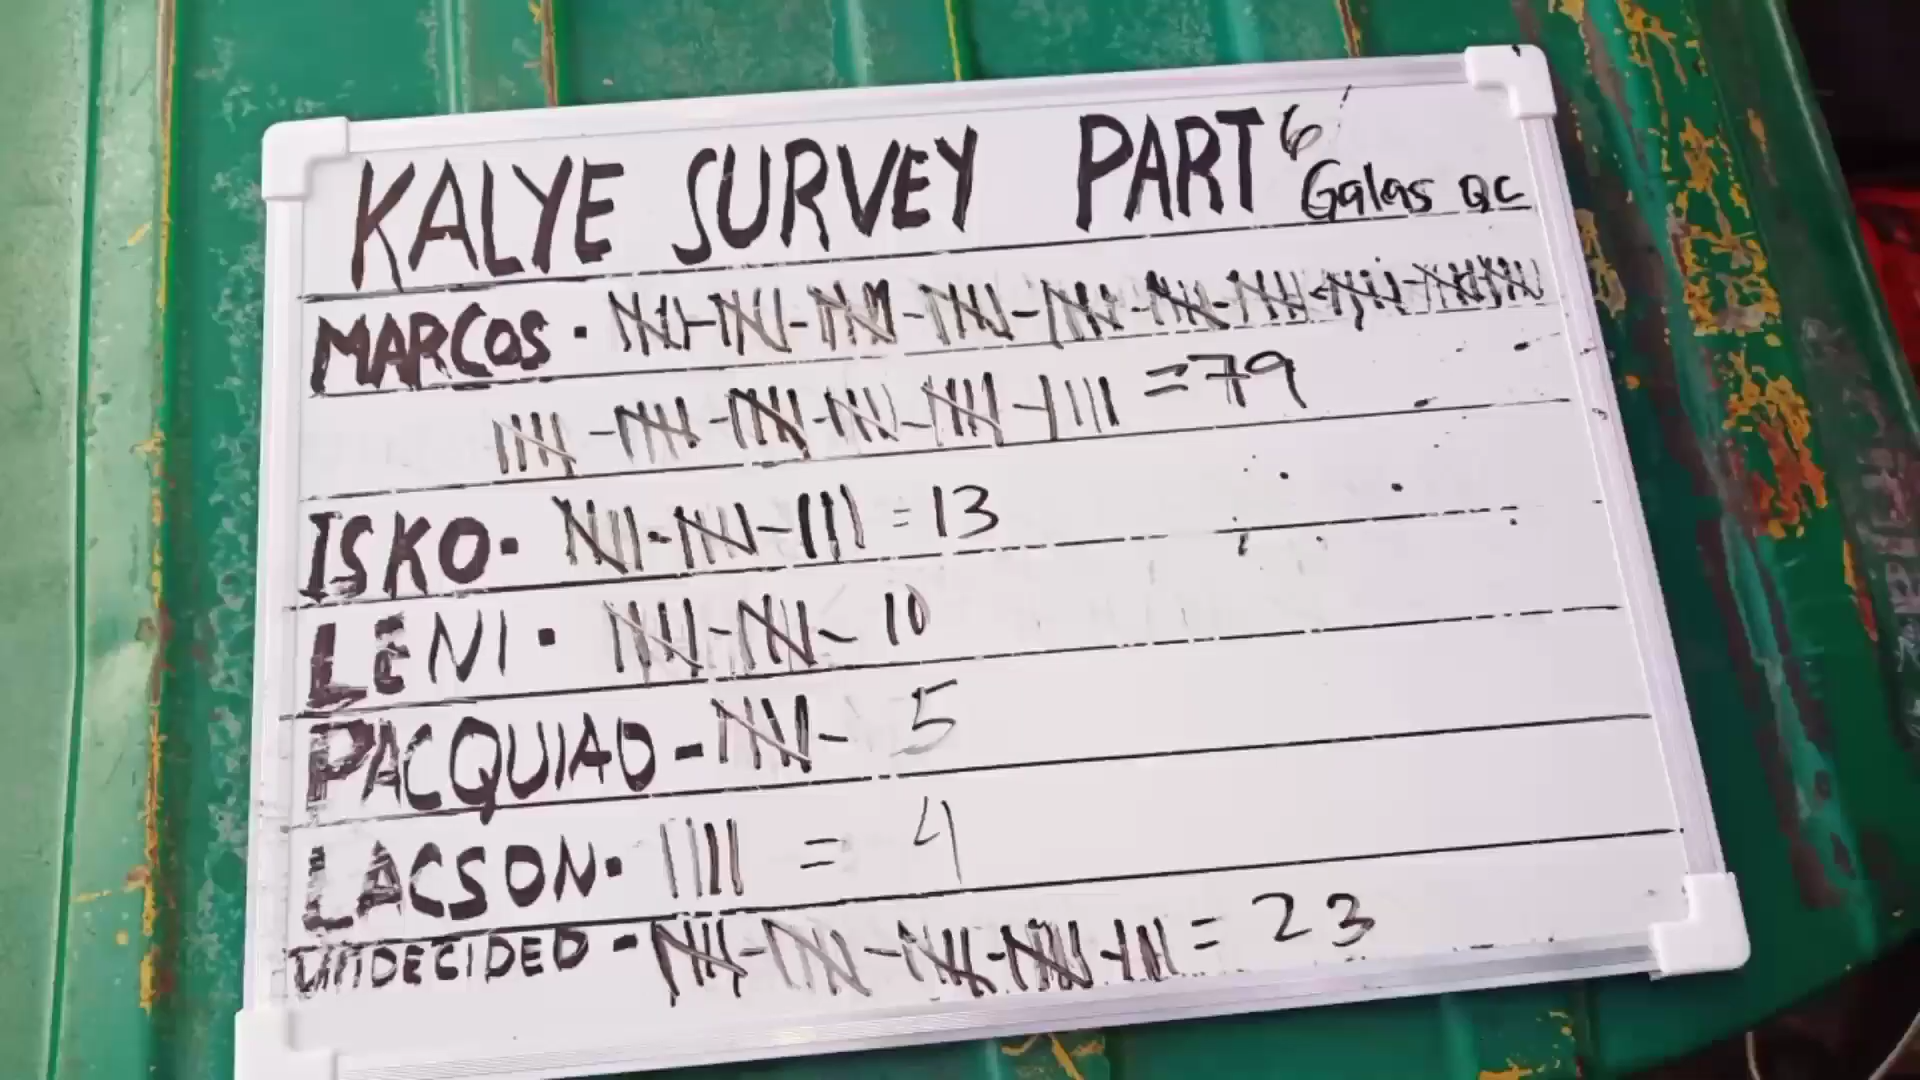 KALYE SURVEY PART 6
Galas QC
MARCOS -
= 79
ISKO - = 13
LENI - 10
PACQUIAO - 5
LACSON - = 4
UNDECIDED - = 23